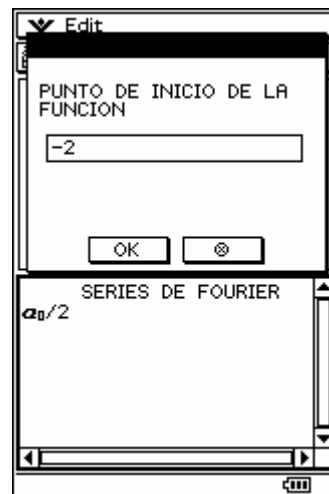 Edit
PUNTO DE INICIO DE LA
FUNCION
-2
OK
SERIES DE FOURIER
a₀/2